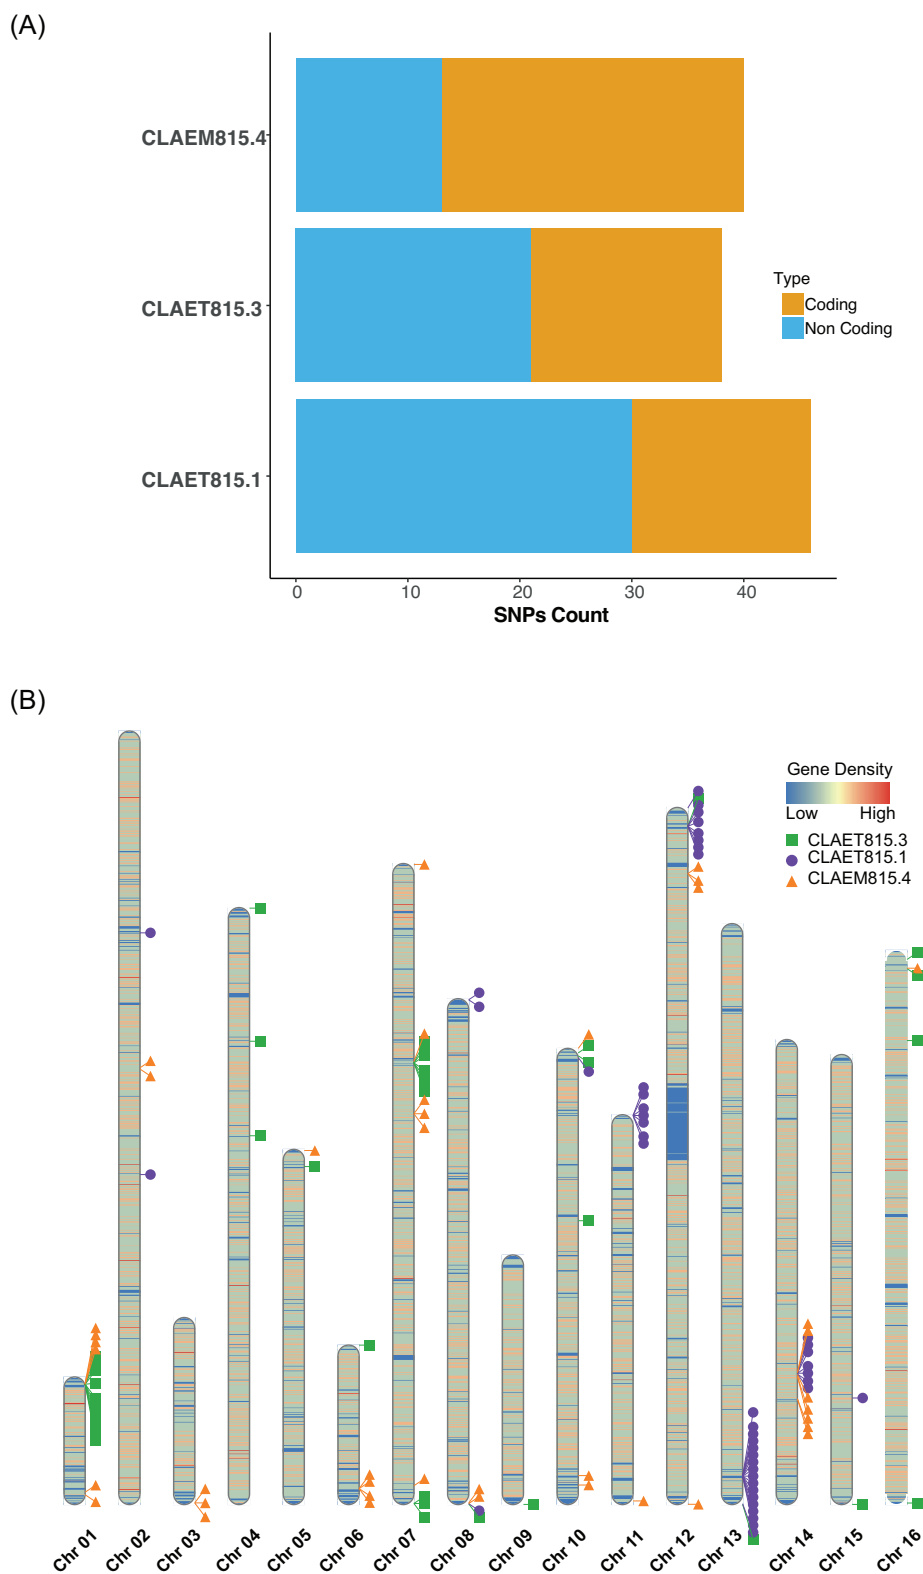 (A)
CLAEM815.4
CLAET815.3
CLAET815.1
Type
Coding
Non Coding
0 10 20 30 40
SNPs Count
(B)
Gene Density
Low High
CLAET815.3
CLAET815.1
CLAEM815.4
Chr 01 Chr 02 Chr 03 Chr 04 Chr 05 Chr 06 Chr 07 Chr 08 Chr 09 Chr 10 Chr 11 Chr 12 Chr 13 Chr 14 Chr 15 Chr 16